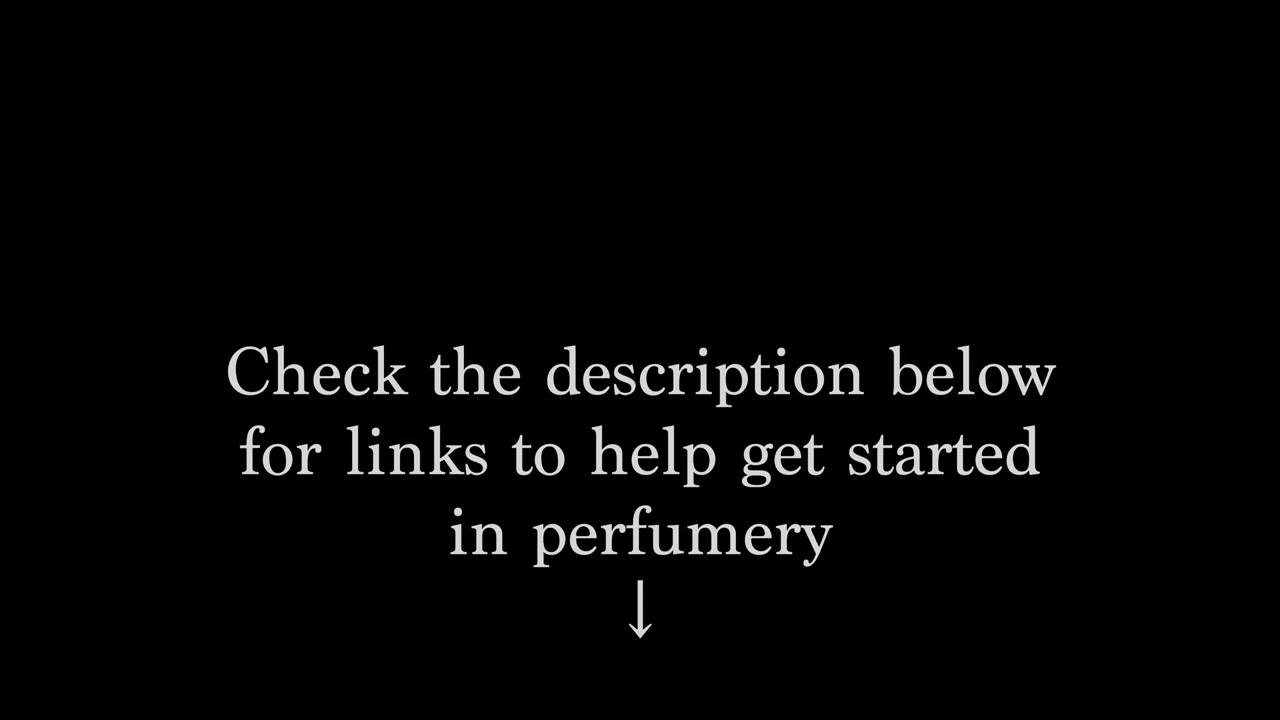 Check the description below
for links to help get started
in perfumery
↓